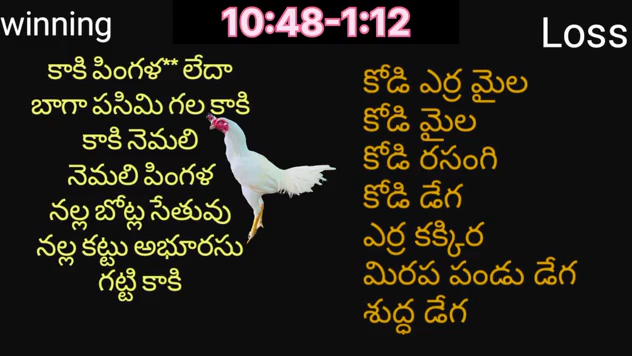 winning
10:48-1:12
Loss
కాకి పింగళ** లేదా
బాగా పసిమి గల కాకి
కాకి నెమలి
నెమలి పింగళ
నల్ల బోట్ల సేతువు
నల్ల కట్టు అభూరసు
గట్టి కాకి
కోడి ఎర్ర మైల
కోడి మైల
కోడి రసంగి
కోడి డేగ
ఎర్ర కక్కిర
మిరప పండు డేగ
శుద్ధ డేగ